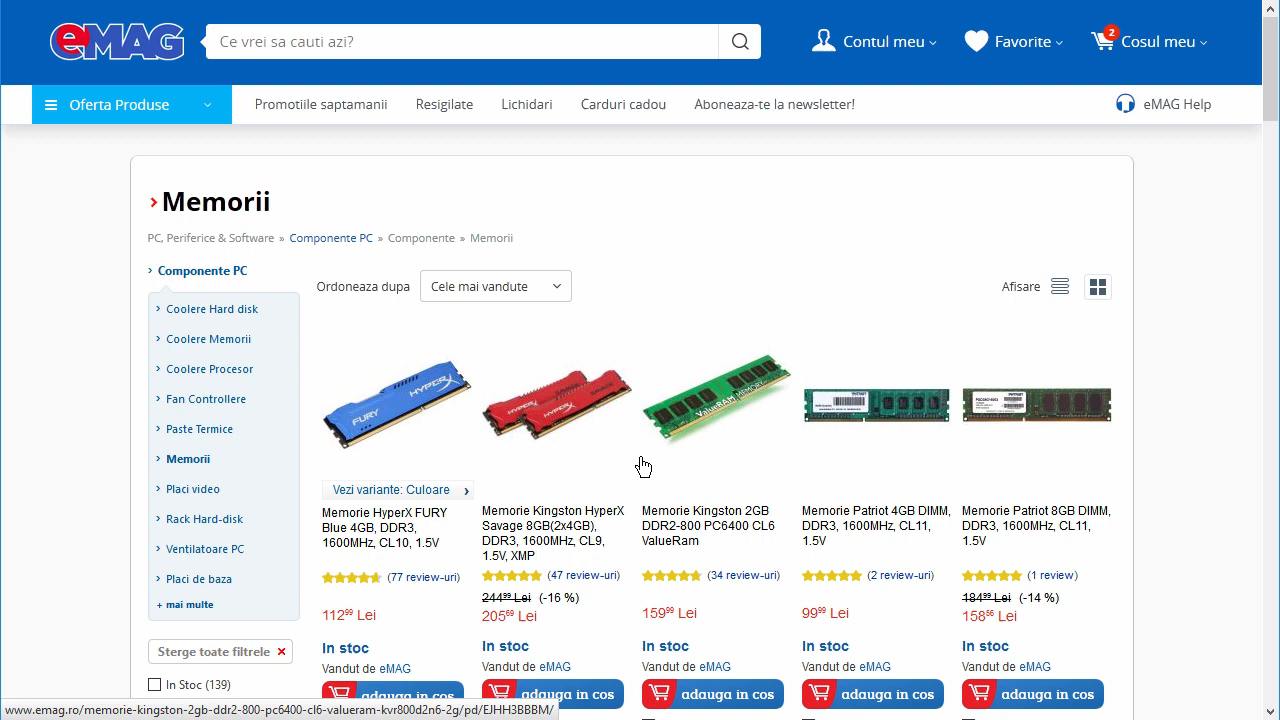 eMAG
Ce vrei sa cauti azi?
Contul meu
Favorite
2
Cosul meu
Oferta Produse
Promotiile saptamanii
Resigilate
Lichidari
Carduri cadou
Aboneaza-te la newsletter!
eMAG Help
Memorii
PC, Periferice & Software » Componente PC » Componente » Memorii
Componente PC
Coolere Hard disk
Coolere Memorii
Coolere Procesor
Fan Controllere
Paste Termice
Memorii
Placi video
Rack Hard-disk
Ventilatoare PC
Placi de baza
+ mai multe
Sterge toate filtrele
In Stoc (139)
Ordoneaza dupa
Cele mai vandute
Afisare
FURY
HYPERX
HYPERX
HYPERX
ValueRAM MEMORY
Vezi variante: Culoare
Memorie HyperX FURY
Blue 4GB, DDR3,
1600MHz, CL10, 1.5V
(77 review-uri)
112⁹⁹ Lei
In stoc
Vandut de eMAG
adauga in cos
Memorie Kingston HyperX
Savage 8GB(2x4GB),
DDR3, 1600MHz, CL9,
1.5V, XMP
(47 review-uri)
244⁹⁹ Lei (-16 %)
205⁶⁹ Lei
In stoc
Vandut de eMAG
adauga in cos
Memorie Kingston 2GB
DDR2-800 PC6400 CL6
ValueRam
(34 review-uri)
159⁹⁹ Lei
In stoc
Vandut de eMAG
adauga in cos
Memorie Patriot 4GB DIMM,
DDR3, 1600MHz, CL11,
1.5V
(2 review-uri)
99⁹⁹ Lei
In stoc
Vandut de eMAG
adauga in cos
Memorie Patriot 8GB DIMM,
DDR3, 1600MHz, CL11,
1.5V
(1 review)
184⁹⁹ Lei (-14 %)
158⁵⁶ Lei
In stoc
Vandut de eMAG
adauga in cos
www.emag.ro/memorie-kingston-2gb-ddr2-800-pc6400-cl6-valueram-kvr800d2n6-2g/pd/EJHH3BBBM/